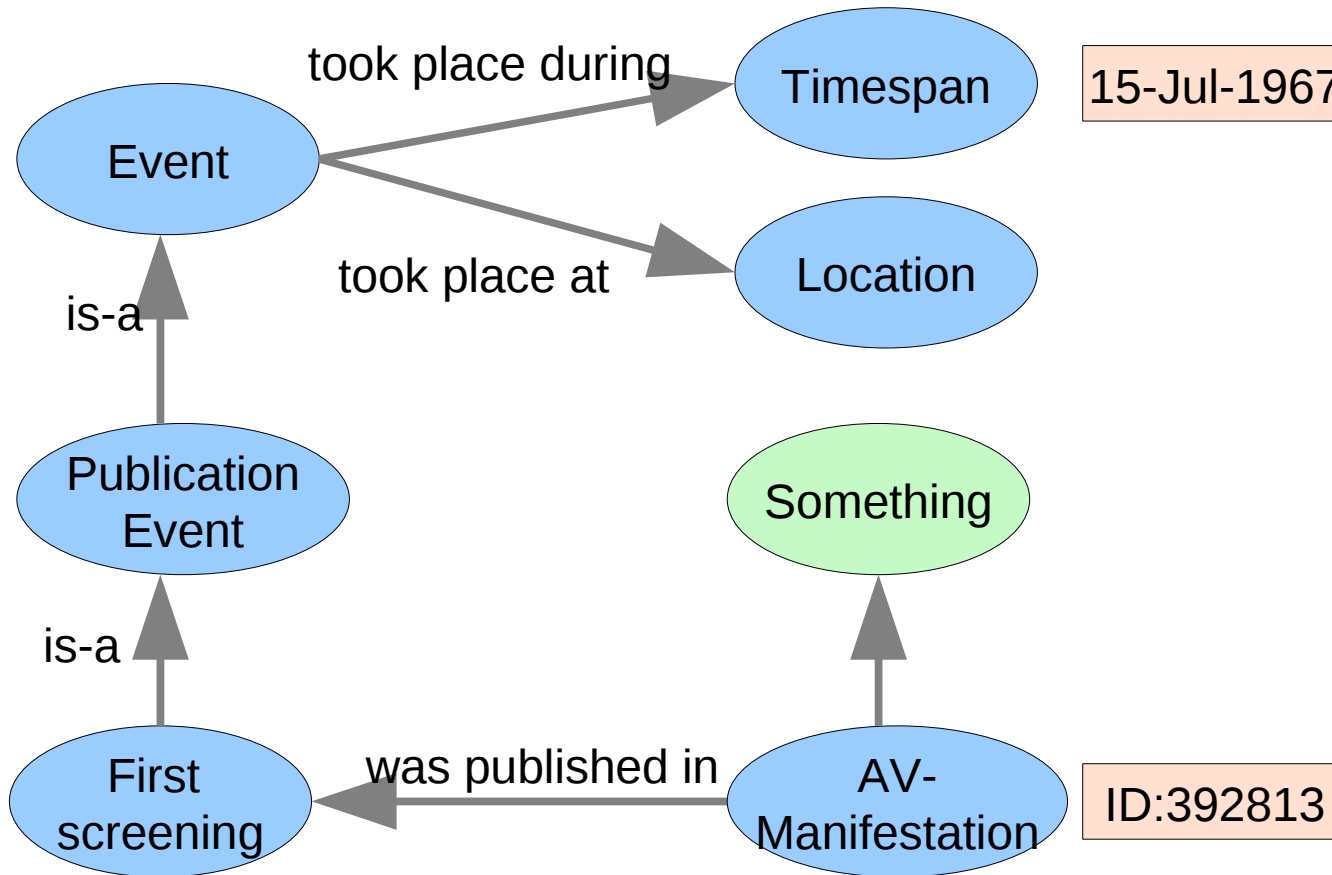 took place during
Timespan
15-Jul-1967
Event
Location
took place at
is-a
Publication
Event
Something
is-a
was published in
First
screening
AV-
Manifestation
ID:392813